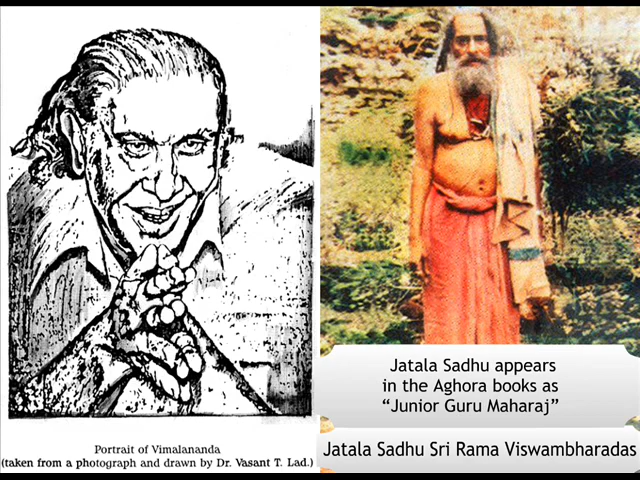 Portrait of Vimalananda
(taken from a photograph and drawn by Dr. Vasant T. Lad.)
Jatala Sadhu appears
in the Aghora books as
“Junior Guru Maharaj”
Jatala Sadhu Sri Rama Viswambharadas